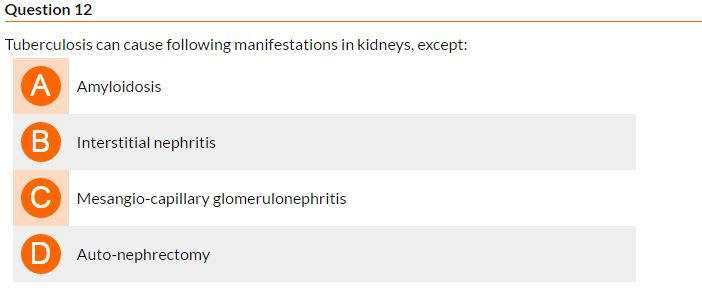 Question 12
Tuberculosis can cause following manifestations in kidneys, except:
A Amyloidosis
B Interstitial nephritis
C Mesangio-capillary glomerulonephritis
D Auto-nephrectomy